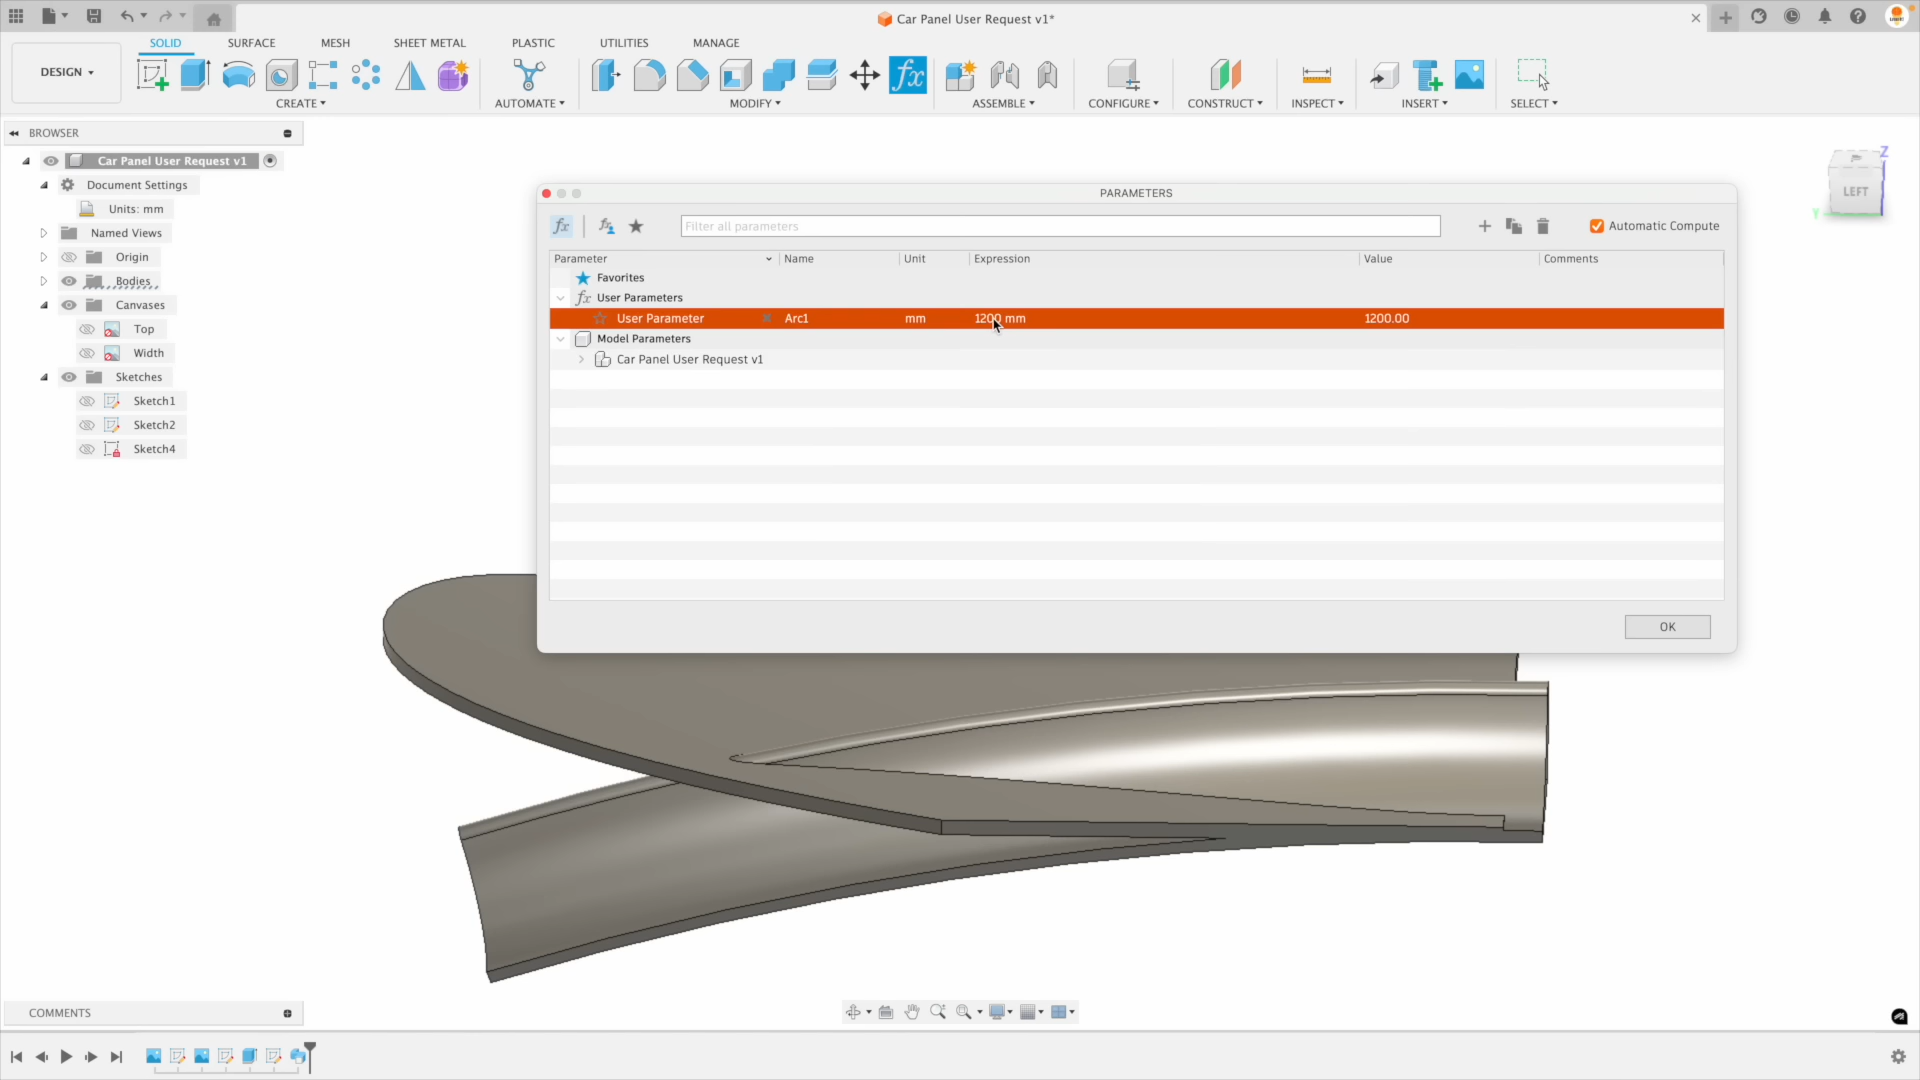 Car Panel User Request v1*
SOLID
SURFACE
MESH
SHEET METAL
PLASTIC
UTILITIES
MANAGE
DESIGN
CREATE
AUTOMATE
MODIFY
ASSEMBLE
CONFIGURE
CONSTRUCT
INSPECT
INSERT
SELECT
BROWSER
Car Panel User Request v1
Document Settings
Units: mm
Named Views
Origin
Bodies
Canvases
Top
Width
Sketches
Sketch1
Sketch2
Sketch4
PARAMETERS
fx
Filter all parameters
Automatic Compute
Parameter Name Unit Expression Value Comments
Favorites
fx User Parameters
User Parameter Arc1 mm 1200 mm 1200.00
Model Parameters
Car Panel User Request v1
OK
LEFT
Z
Y
COMMENTS